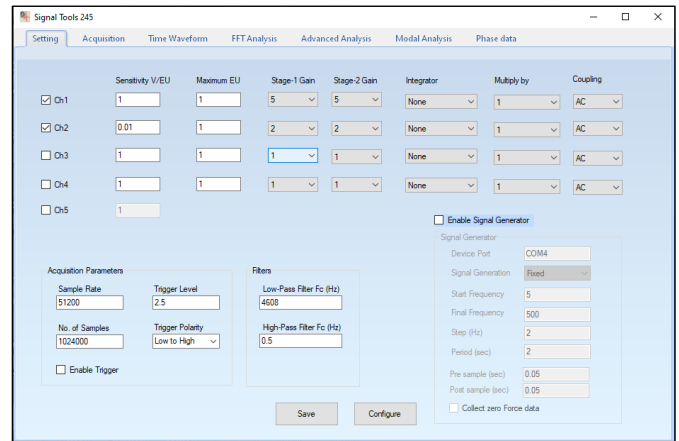 Signal Tools 245
Setting Acquisition Time Waveform FFT Analysis Advanced Analysis Modal Analysis Phase data
Sensitivity V/EU Maximum EU Stage-1 Gain Stage-2 Gain Integrator Multiply by Coupling
Ch1 1 1 5 5 None 1 AC
Ch2 0.01 1 2 2 None 1 AC
Ch3 1 1 1 1 None 1 AC
Ch4 1 1 1 1 None 1 AC
Ch5 1
Enable Signal Generator
Signal Generator
Device Port COM4
Signal Generation Fixed
Start Frequency 5
Final Frequency 500
Step (Hz) 2
Period (sec) 2
Pre sample (sec) 0.05
Post sample (sec) 0.05
Collect zero Force data
Acquisition Parameters
Sample Rate Trigger Level
51200 2.5
No. of Samples Trigger Polarity
1024000 Low to High
Enable Trigger
Filters
Low-Pass Filter Fc (Hz)
4608
High-Pass Filter Fc (Hz)
0.5
Save Configure